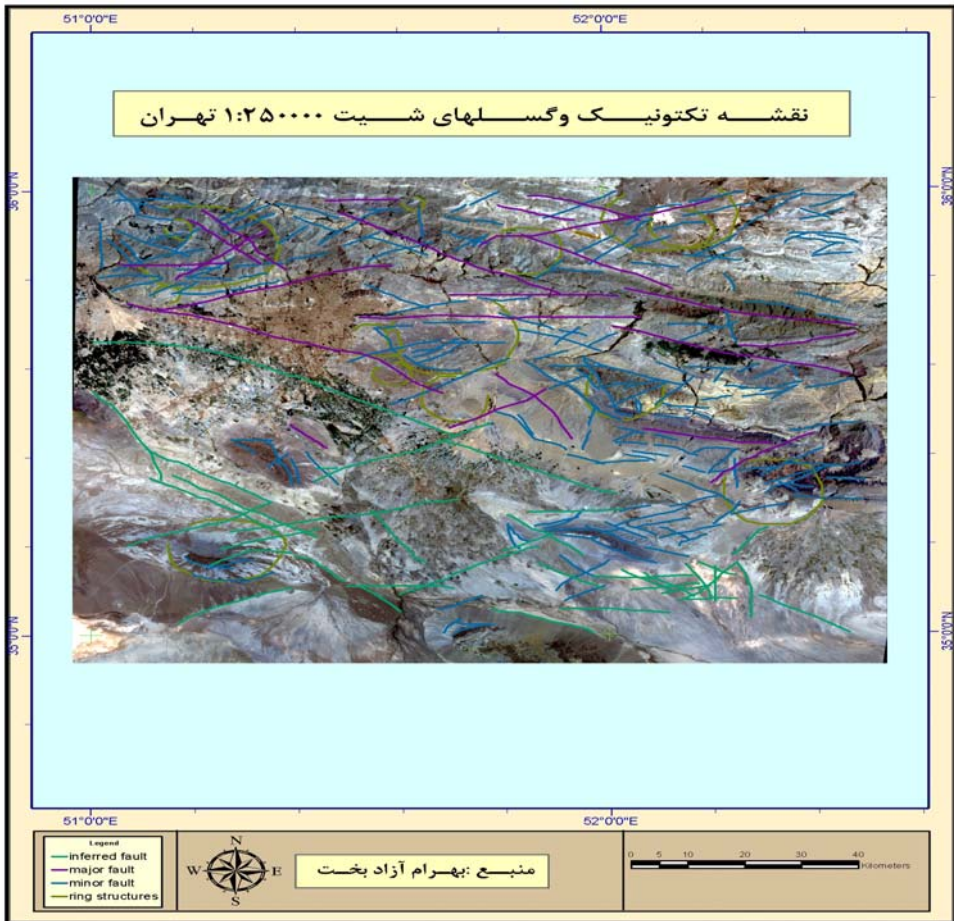 51°0'0"E 52°0'0"E
نقشه تکتونیک وگسلهای شیت ۱:۲۵۰۰۰۰ تهران
36°0'0"N 36°0'0"N
35°0'0"N 35°0'0"N
51°0'0"E 52°0'0"E
Legend
inferred fault
major fault
minor fault
ring structures
N
W E
S
منبع :بهرام آزاد بخت
0 5 10 20 30 40
Kilometers